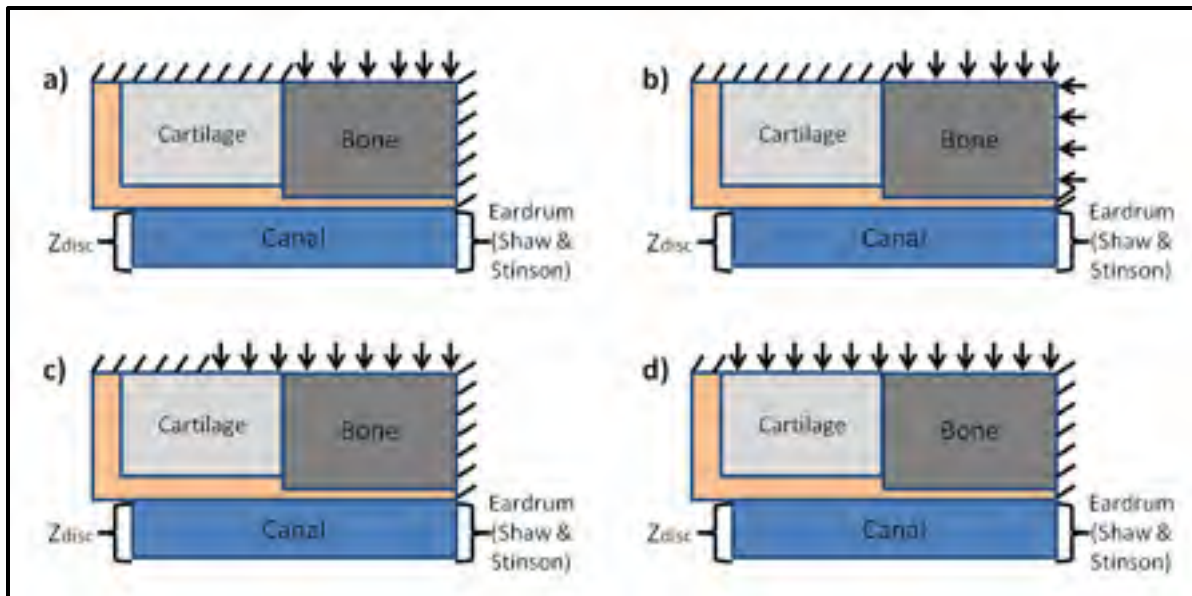 a)
Cartilage
Bone
Eardrum
Zdisc
Canal
(Shaw &
Stinson)
b)
Cartilage
Bone
Eardrum
Zdisc
Canal
(Shaw &
Stinson)
c)
Cartilage
Bone
Eardrum
Zdisc
Canal
(Shaw &
Stinson)
d)
Cartilage
Bone
Eardrum
Zdisc
Canal
(Shaw &
Stinson)